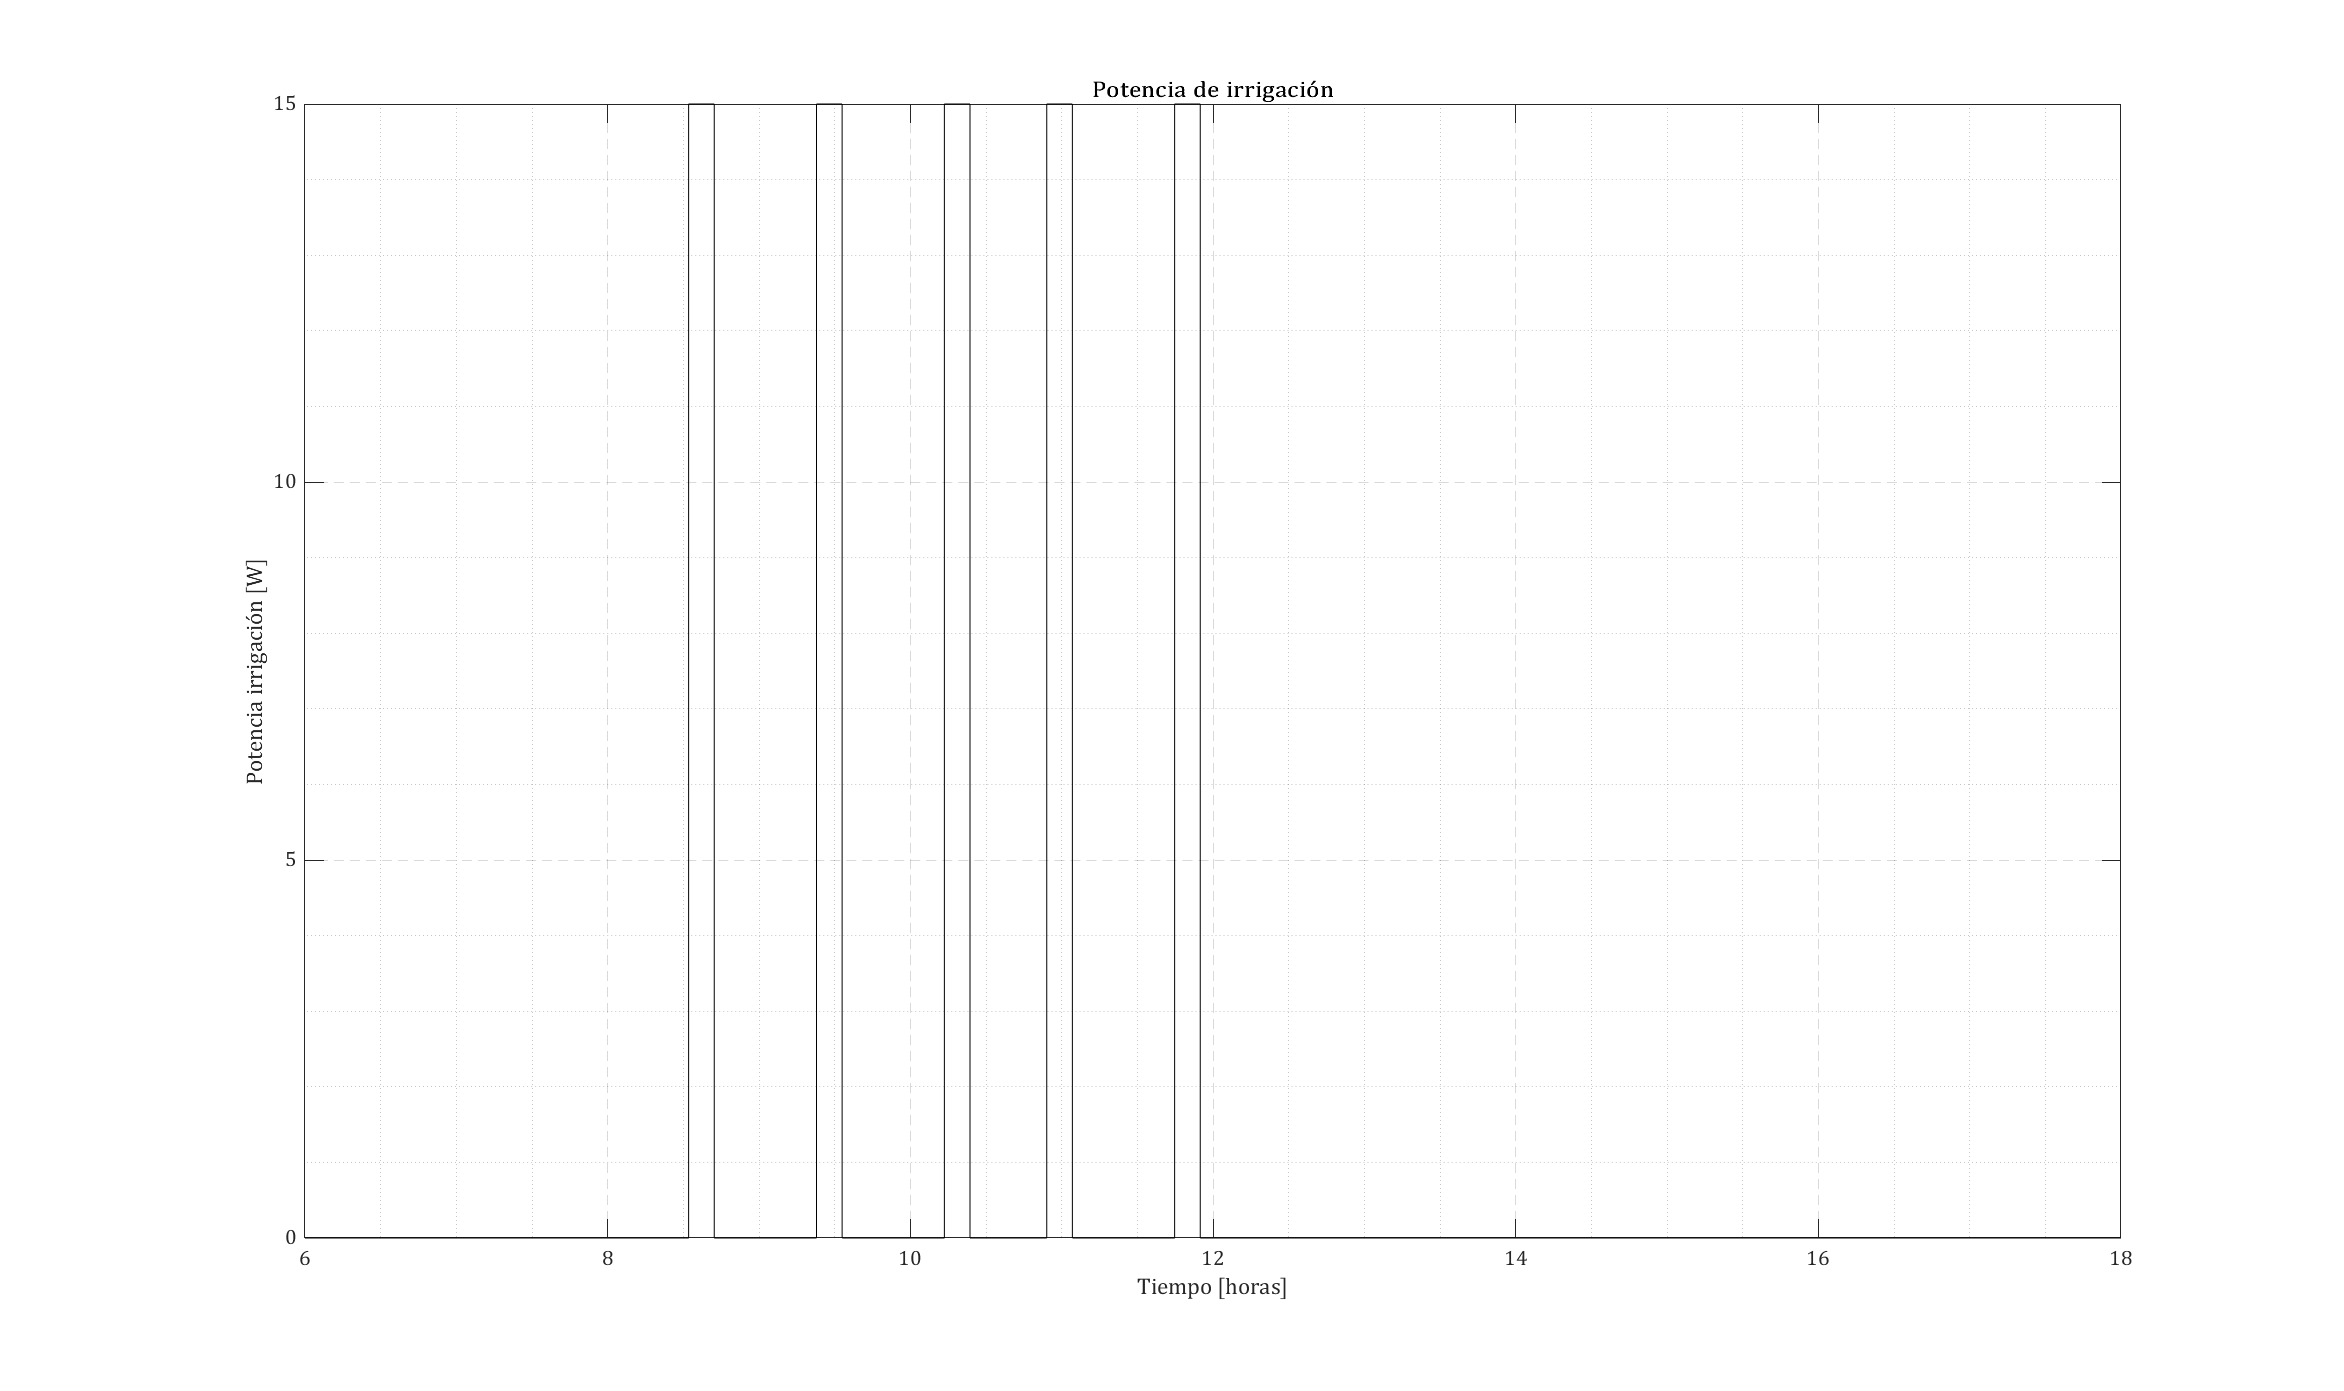 Potencia de irrigación
15
10
5
0
Potencia irrigación [W]
6 8 10 12 14 16 18
Tiempo [horas]